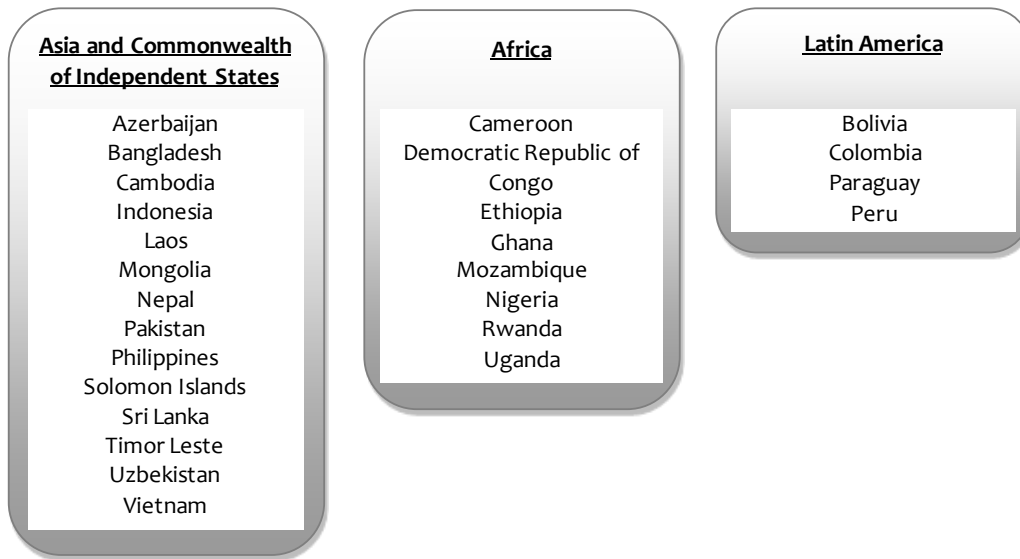 Asia and Commonwealth
of Independent States
Azerbaijan
Bangladesh
Cambodia
Indonesia
Laos
Mongolia
Nepal
Pakistan
Philippines
Solomon Islands
Sri Lanka
Timor Leste
Uzbekistan
Vietnam
Africa
Cameroon
Democratic Republic of
Congo
Ethiopia
Ghana
Mozambique
Nigeria
Rwanda
Uganda
Latin America
Bolivia
Colombia
Paraguay
Peru